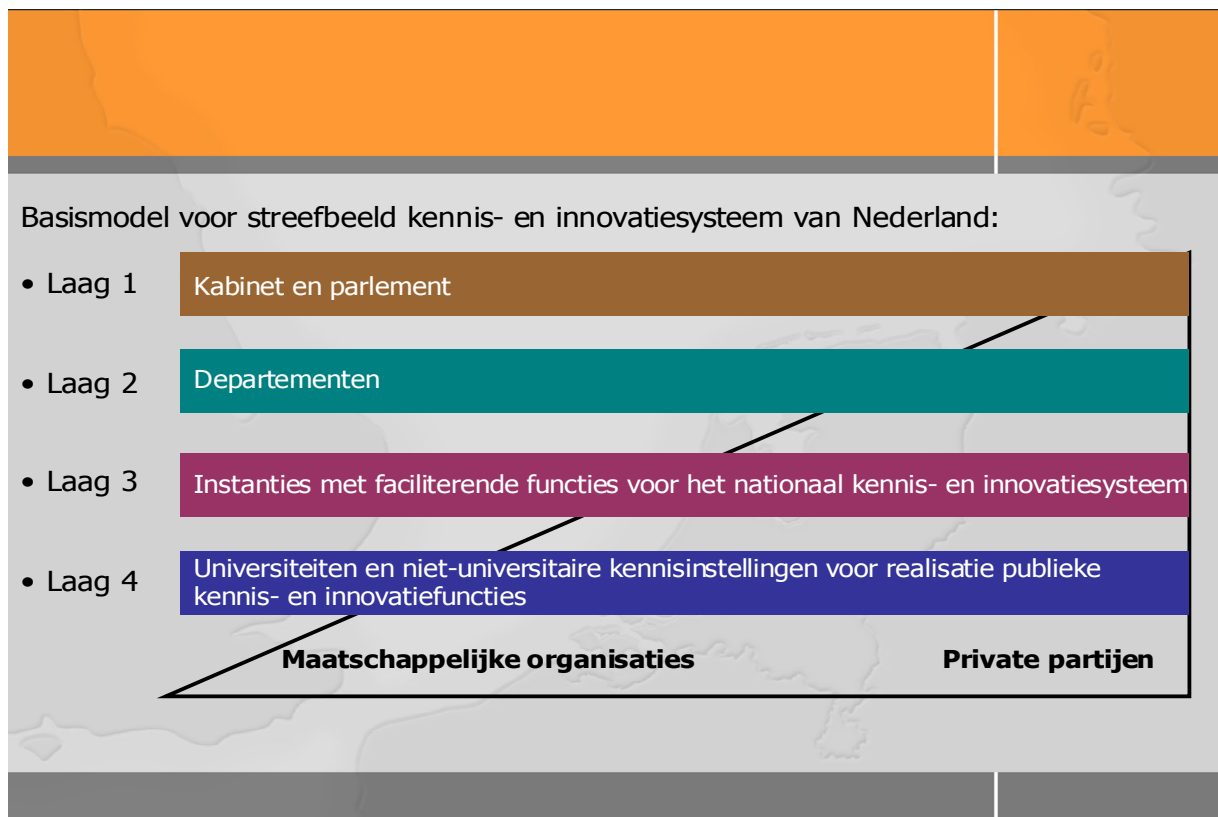 Basismodel voor streefbeeld kennis- en innovatiesysteem van Nederland:
• Laag 1
Kabinet en parlement
• Laag 2
Departementen
• Laag 3
Instanties met faciliterende functies voor het nationaal kennis- en innovatiesysteem
• Laag 4
Universiteiten en niet-universitaire kennisinstellingen voor realisatie publieke
kennis- en innovatiefuncties
Maatschappelijke organisaties
Private partijen